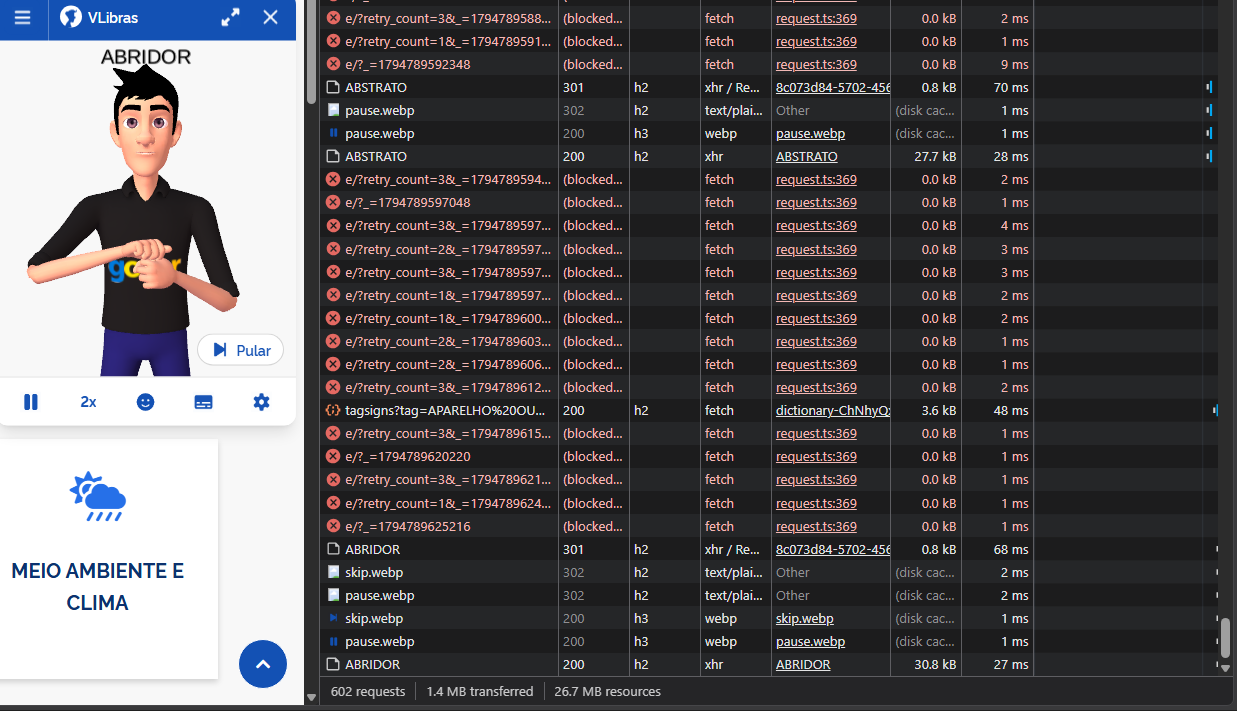 VLibras
ABRIDOR
Pular
2x
MEIO AMBIENTE E
CLIMA
e/?retry_count=3&_=1794789588... (blocked... fetch request.ts:369 0.0 kB 2 ms
e/?retry_count=1&_=1794789591... (blocked... fetch request.ts:369 0.0 kB 1 ms
e/?_=1794789592348 (blocked... fetch request.ts:369 0.0 kB 9 ms
ABSTRATO 301 h2 xhr / Re... 8c073d84-5702-456 0.8 kB 70 ms
pause.webp 302 h2 text/plai... Other (disk cac... 1 ms
pause.webp 200 h3 webp pause.webp (disk cac... 1 ms
ABSTRATO 200 h2 xhr ABSTRATO 27.7 kB 28 ms
e/?retry_count=3&_=1794789594... (blocked... fetch request.ts:369 0.0 kB 2 ms
e/?_=1794789597048 (blocked... fetch request.ts:369 0.0 kB 1 ms
e/?retry_count=3&_=1794789597... (blocked... fetch request.ts:369 0.0 kB 4 ms
e/?retry_count=2&_=1794789597... (blocked... fetch request.ts:369 0.0 kB 3 ms
e/?retry_count=3&_=1794789597... (blocked... fetch request.ts:369 0.0 kB 3 ms
e/?retry_count=1&_=1794789597... (blocked... fetch request.ts:369 0.0 kB 2 ms
e/?retry_count=1&_=1794789600... (blocked... fetch request.ts:369 0.0 kB 1 ms
e/?retry_count=2&_=1794789603... (blocked... fetch request.ts:369 0.0 kB 1 ms
e/?retry_count=2&_=1794789606... (blocked... fetch request.ts:369 0.0 kB 1 ms
e/?retry_count=3&_=1794789612... (blocked... fetch request.ts:369 0.0 kB 2 ms
tagsigns?tag=APARELHO%20OU... 200 h2 fetch dictionary-ChNhyQ 3.6 kB 48 ms
e/?retry_count=3&_=1794789615... (blocked... fetch request.ts:369 0.0 kB 1 ms
e/?_=1794789620220 (blocked... fetch request.ts:369 0.0 kB 1 ms
e/?retry_count=3&_=1794789621... (blocked... fetch request.ts:369 0.0 kB 1 ms
e/?retry_count=1&_=1794789624... (blocked... fetch request.ts:369 0.0 kB 1 ms
e/?_=1794789625216 (blocked... fetch request.ts:369 0.0 kB 1 ms
ABRIDOR 301 h2 xhr / Re... 8c073d84-5702-456 0.8 kB 68 ms
skip.webp 302 h2 text/plai... Other (disk cac... 2 ms
pause.webp 302 h2 text/plai... Other (disk cac... 2 ms
skip.webp 200 h3 webp skip.webp (disk cac... 1 ms
pause.webp 200 h3 webp pause.webp (disk cac... 1 ms
ABRIDOR 200 h2 xhr ABRIDOR 30.8 kB 27 ms
602 requests 1.4 MB transferred 26.7 MB resources